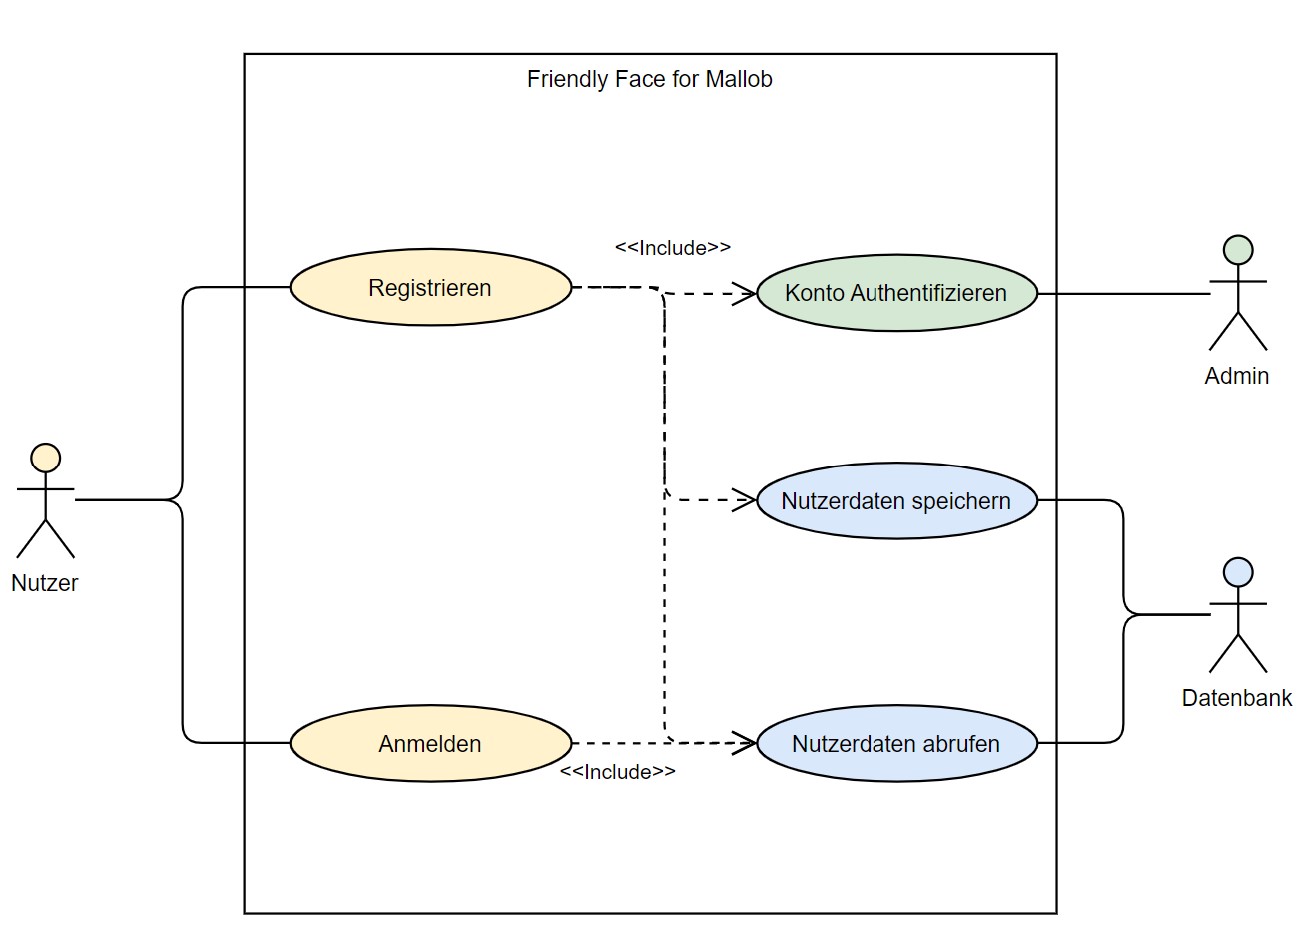 Friendly Face for Mallob
<<Include>>
Registrieren
Konto Authentifizieren
Admin
Nutzerdaten speichern
Nutzer
Datenbank
Anmelden
Nutzerdaten abrufen
<<Include>>